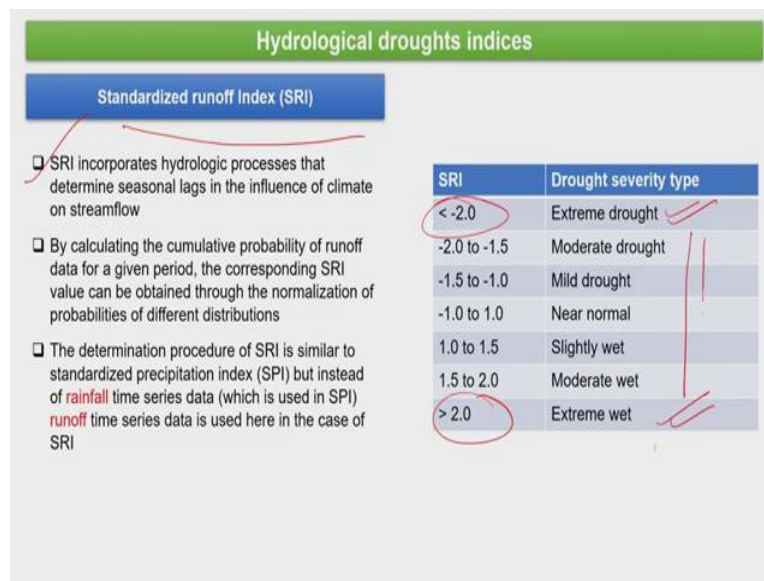 Hydrological droughts indices
Standardized runoff Index (SRI)
SRI incorporates hydrologic processes that
determine seasonal lags in the influence of climate
on streamflow
By calculating the cumulative probability of runoff
data for a given period, the corresponding SRI
value can be obtained through the normalization of
probabilities of different distributions
The determination procedure of SRI is similar to
standardized precipitation index (SPI) but instead
of rainfall time series data (which is used in SPI)
runoff time series data is used here in the case of
SRI
SRI Drought severity type
< -2.0 Extreme drought
-2.0 to -1.5 Moderate drought
-1.5 to -1.0 Mild drought
-1.0 to 1.0 Near normal
1.0 to 1.5 Slightly wet
1.5 to 2.0 Moderate wet
> 2.0 Extreme wet